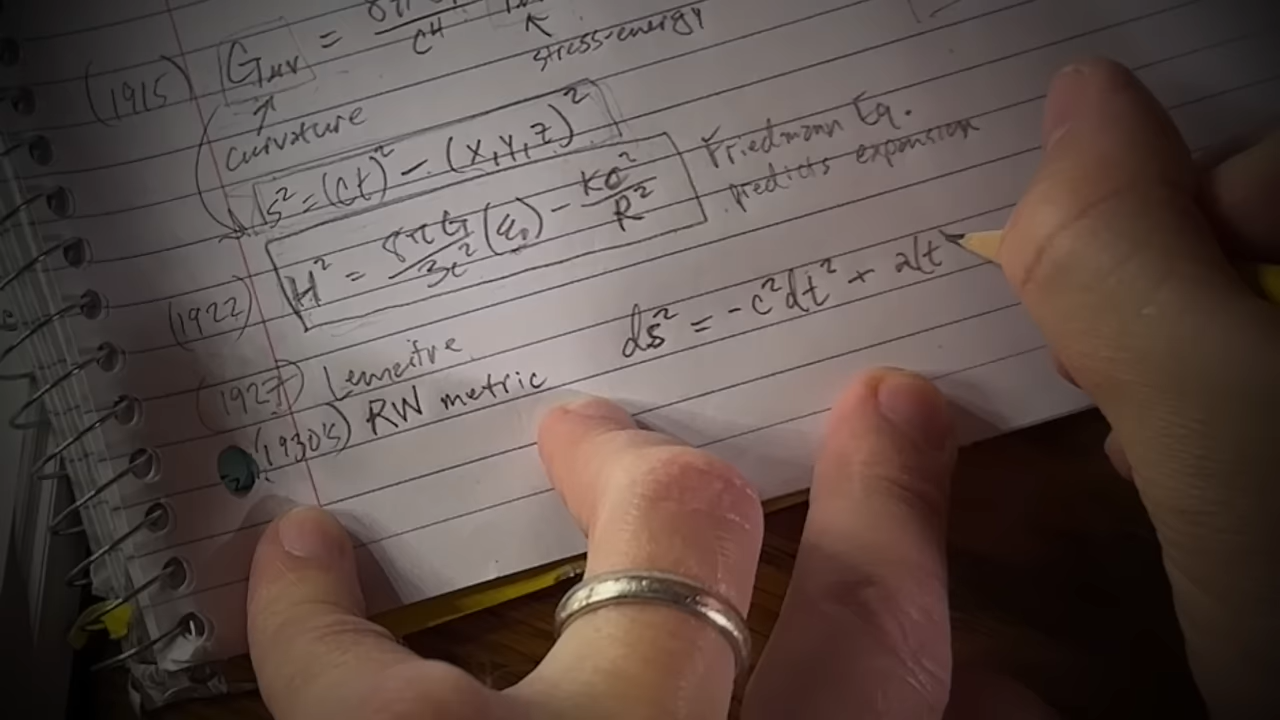 (1915) Gμν = 8π / c⁴
stress-energy
curvature
s² = (ct)² - (x,y,z)²
H² = 8πG/3c² (ε₀) - kc²/R²
Friedmann Eq.
predicts expansion
(1922)
(1927) Lemaitre
(1930's) RW metric
ds² = -c²dt² + a(t